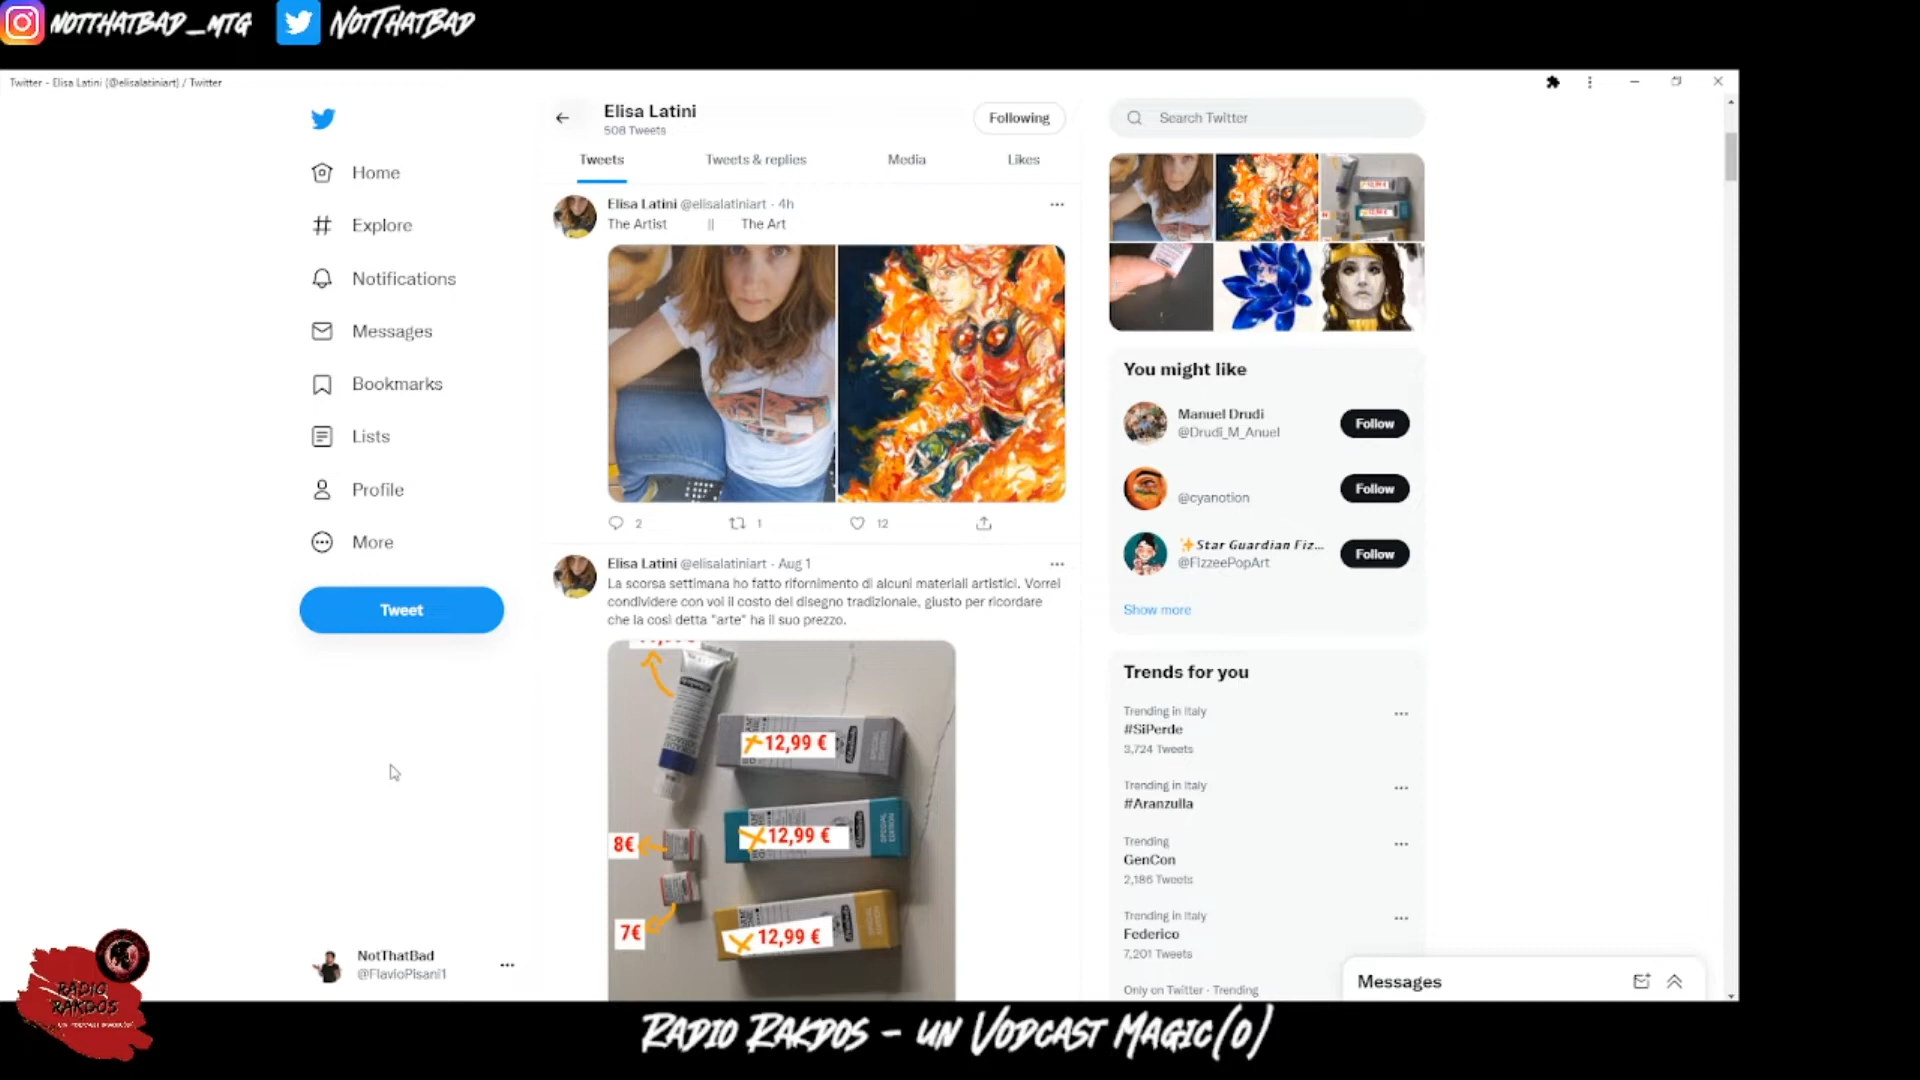 NOTTHATBAD_MTG NOTTHATBAD
Twitter - Elisa Latini (@elisalatiniart) / Twitter
Home
Explore
Notifications
Messages
Bookmarks
Lists
Profile
More
Tweet
NotThatBad
@FlavioPisani1
Elisa Latini
508 Tweets
Following
Tweets Tweets & replies Media Likes
Elisa Latini @elisalatiniart · 4h
The Artist || The Art
2 1 12
Elisa Latini @elisalatiniart · Aug 1
La scorsa settimana ho fatto rifornimento di alcuni materiali artistici. Vorrei
condividere con voi il costo del disegno tradizionale, giusto per ricordare
che la così detta "arte" ha il suo prezzo.
12,99 €
12,99 €
SPECIAL
EDITION
8€
7€
12,99 €
Search Twitter
You might like
Manuel Drudi
@Drudi_M_Anuel
Follow
@cyanotion
Follow
✨Star Guardian Fiz...
@FizzeePopArt
Follow
Show more
Trends for you
Trending in Italy
#SiPerde
3,724 Tweets
Trending in Italy
#Aranzulla
Trending
GenCon
2,186 Tweets
Trending in Italy
Federico
7,201 Tweets
Only on Twitter · Trending
Messages
RADIO
RAKDOS
UN VODCAST MAGIC(O)
RADIO RAKDOS - UN VODCAST MAGIC(O)